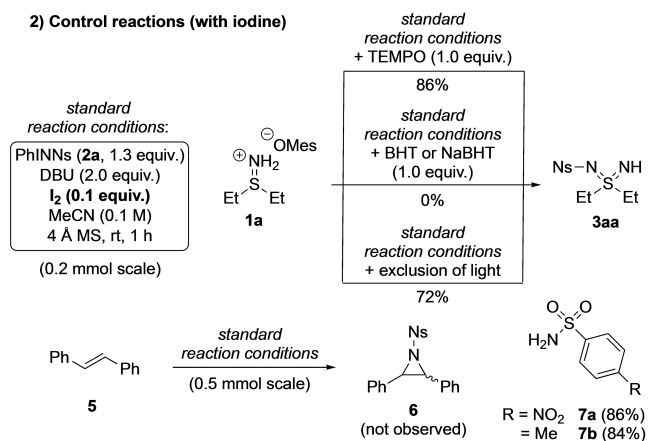 2) Control reactions (with iodine)
standard
reaction conditions
+ TEMPO (1.0 equiv.)
86%
standard
reaction conditions:
PhINNs (2a, 1.3 equiv.)
DBU (2.0 equiv.)
I2 (0.1 equiv.)
MeCN (0.1 M)
4 Å MS, rt, 1 h
(0.2 mmol scale)
⊖
OMes
⊕
NH2
S
Et Et
1a
standard
reaction conditions
+ BHT or NaBHT
(1.0 equiv.)
0%
standard
reaction conditions
+ exclusion of light
72%
Ns N NH
S
Et Et
3aa
Ph
Ph
5
standard
reaction conditions
(0.5 mmol scale)
Ns
N
Ph Ph
6
(not observed)
O O
S
H2N
R
R = NO2 7a (86%)
= Me 7b (84%)